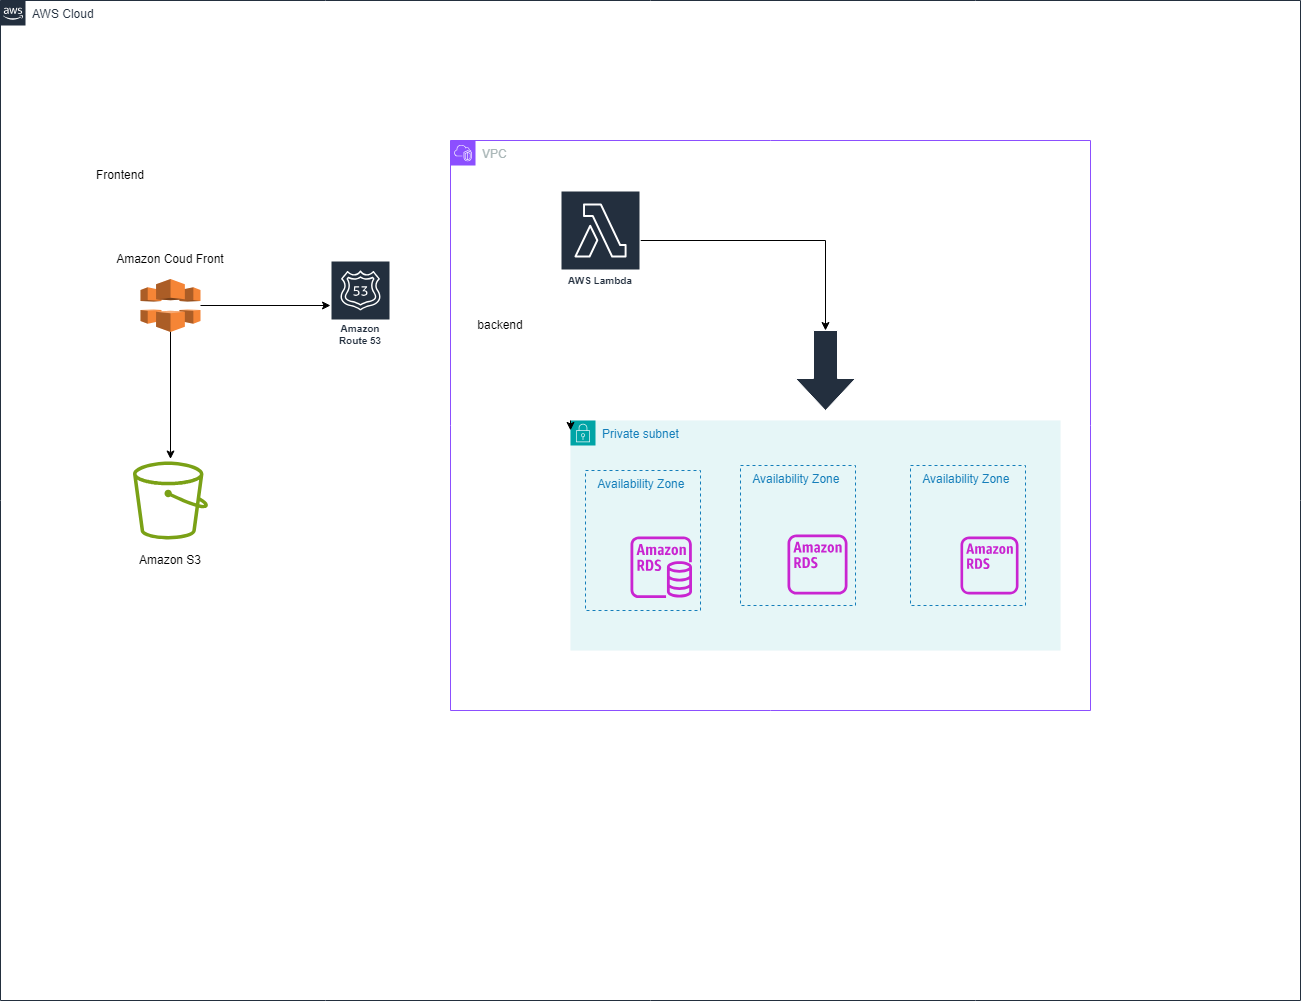 aws
AWS Cloud
VPC
Frontend
Amazon Coud Front
53
Amazon
Route 53
AWS Lambda
backend
Private subnet
Availability Zone
Availability Zone
Availability Zone
Amazon
RDS
Amazon
RDS
Amazon
RDS
Amazon S3